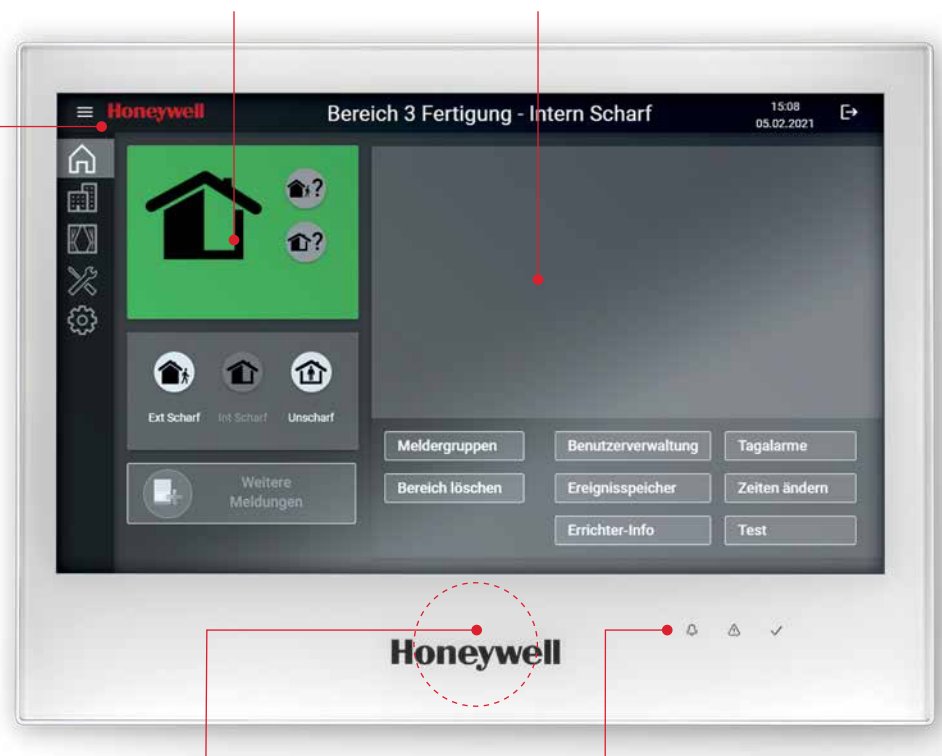 Honeywell
Bereich 3 Fertigung - Intern Scharf
15:08
05.02.2021
?
?
Ext Scharf
Int Scharf
Unscharf
Weitere
Meldungen
Meldergruppen
Benutzerverwaltung
Tagalarme
Bereich löschen
Ereignisspeicher
Zeiten ändern
Errichter-Info
Test
Honeywell